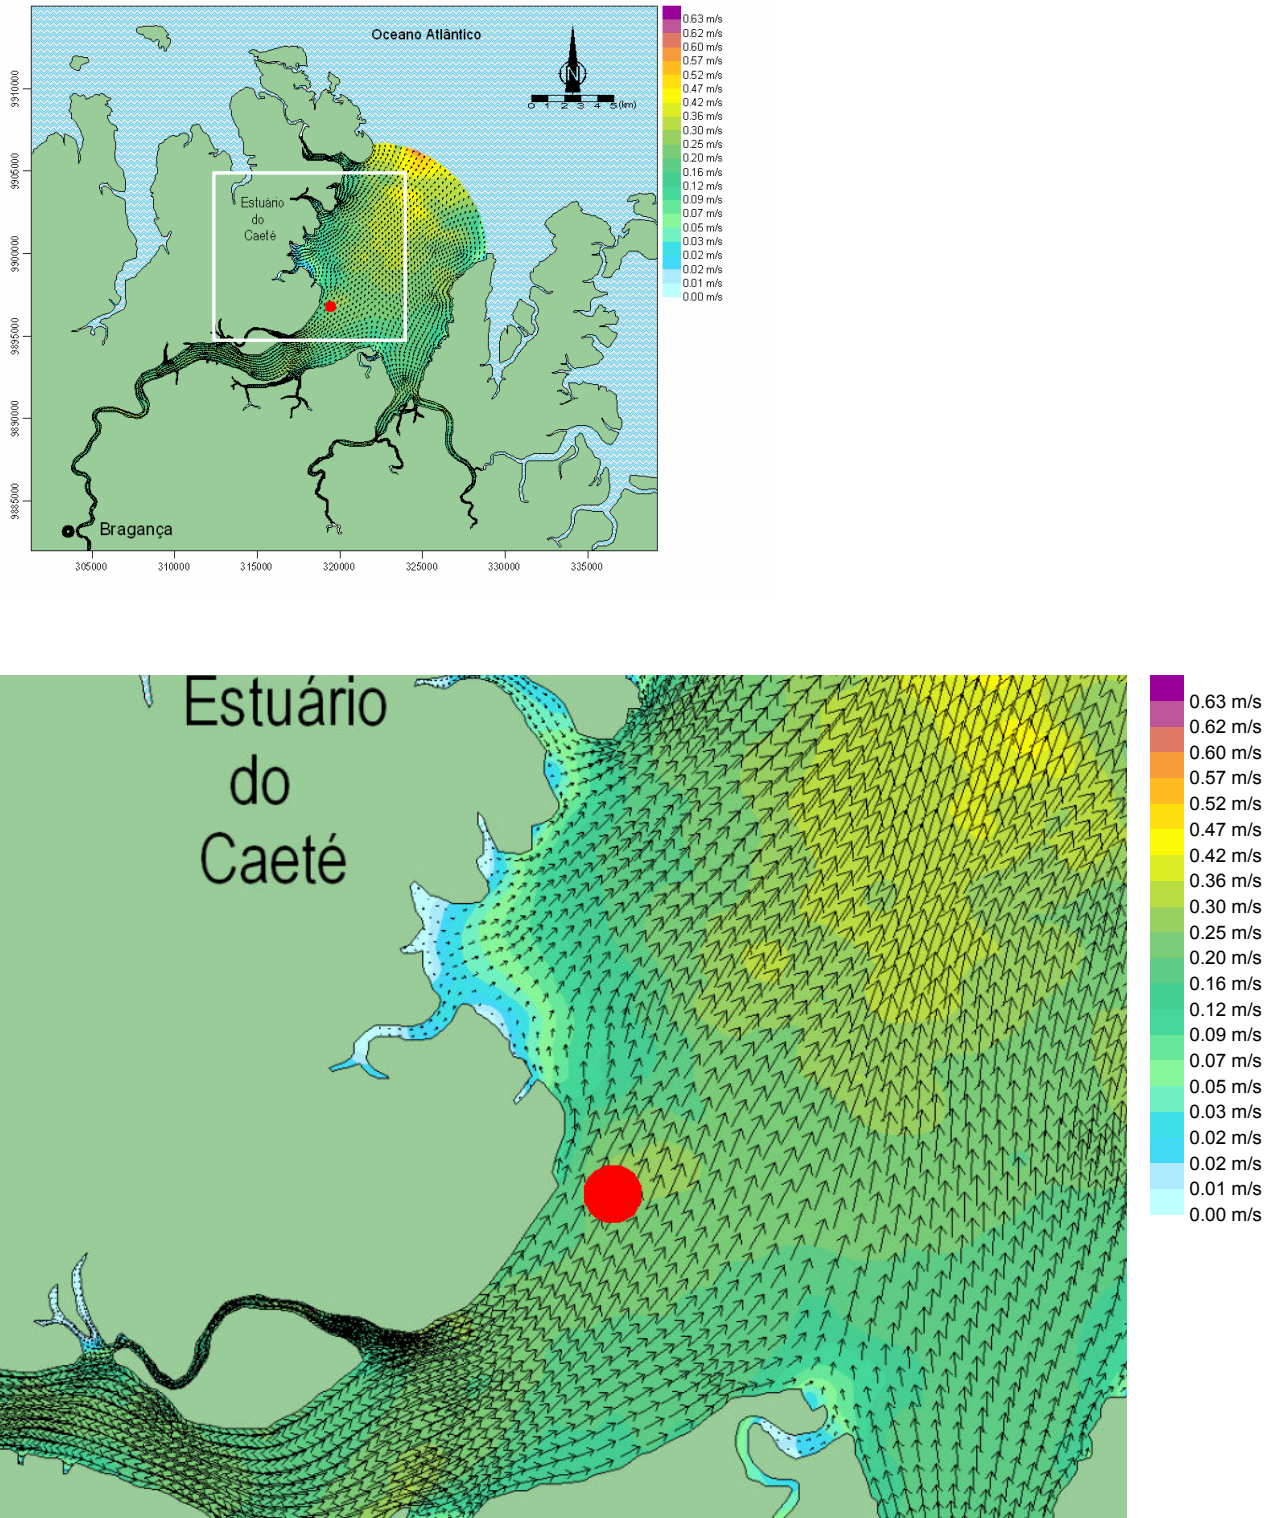 Oceano Atlântico
N
0 1 2 3 4 5 (km)
Estuário
do
Caeté
Bragança
9910000
9905000
9900000
9895000
9890000
9885000
305000 310000 315000 320000 325000 330000 335000
0.63 m/s
0.62 m/s
0.60 m/s
0.57 m/s
0.52 m/s
0.47 m/s
0.42 m/s
0.36 m/s
0.30 m/s
0.25 m/s
0.20 m/s
0.16 m/s
0.12 m/s
0.09 m/s
0.07 m/s
0.05 m/s
0.03 m/s
0.02 m/s
0.02 m/s
0.01 m/s
0.00 m/s
Estuário
do
Caeté
0.63 m/s
0.62 m/s
0.60 m/s
0.57 m/s
0.52 m/s
0.47 m/s
0.42 m/s
0.36 m/s
0.30 m/s
0.25 m/s
0.20 m/s
0.16 m/s
0.12 m/s
0.09 m/s
0.07 m/s
0.05 m/s
0.03 m/s
0.02 m/s
0.02 m/s
0.01 m/s
0.00 m/s